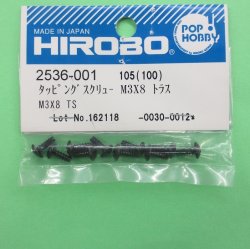 MADE IN JAPAN
HIROBO
POP
HOBBY
2536-001 105(100)
タッピングスクリュー M3X8 トラス
M3X8 TS
Lot No.162118 -0030-0012*